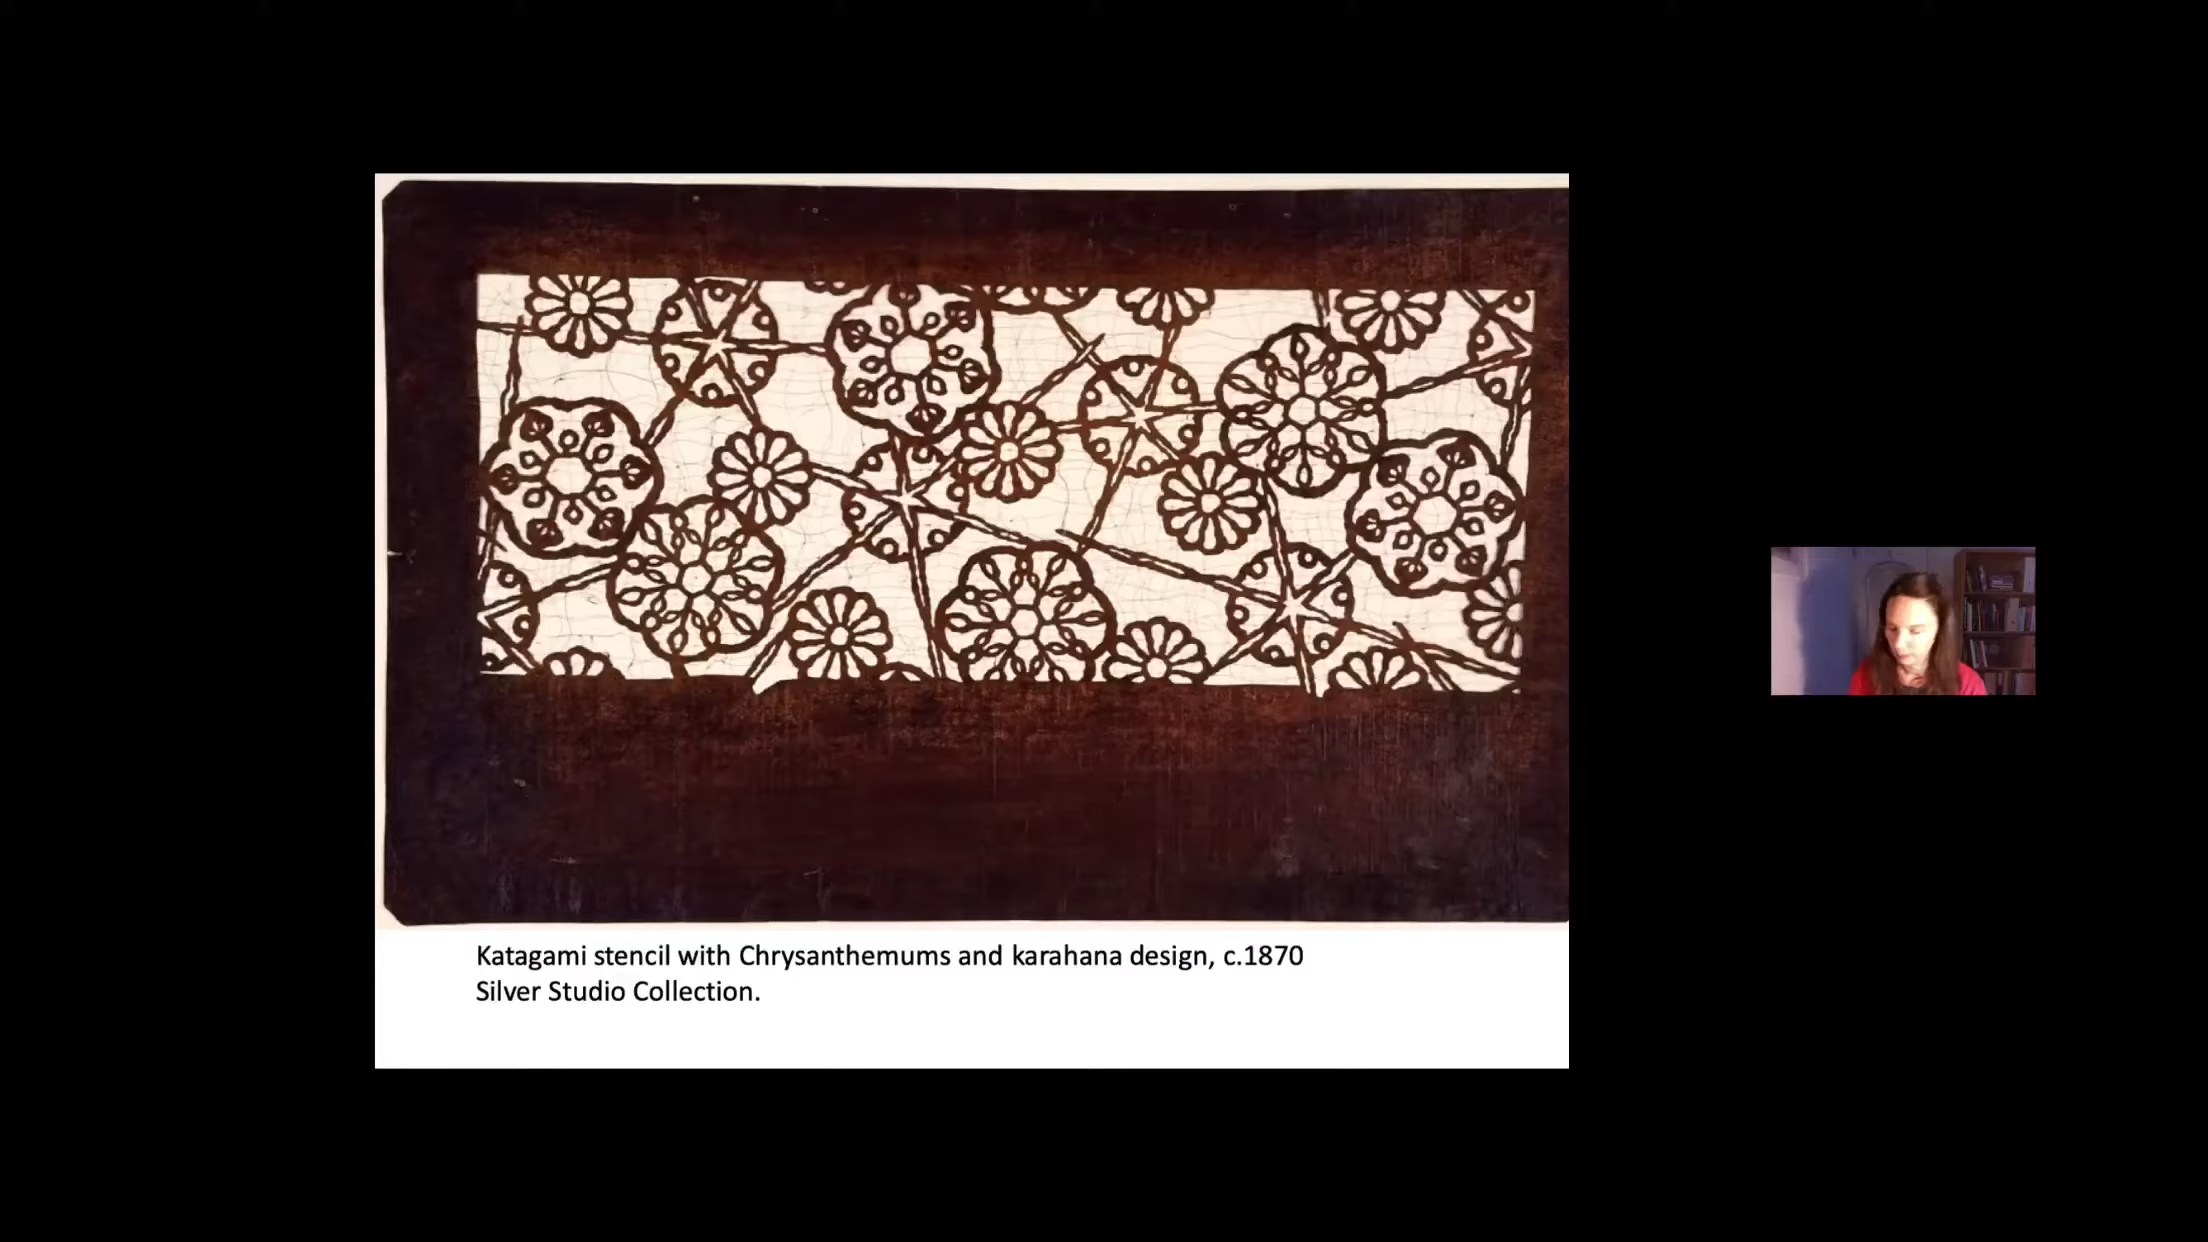 Katagami stencil with Chrysanthemums and karahana design, c.1870
Silver Studio Collection.